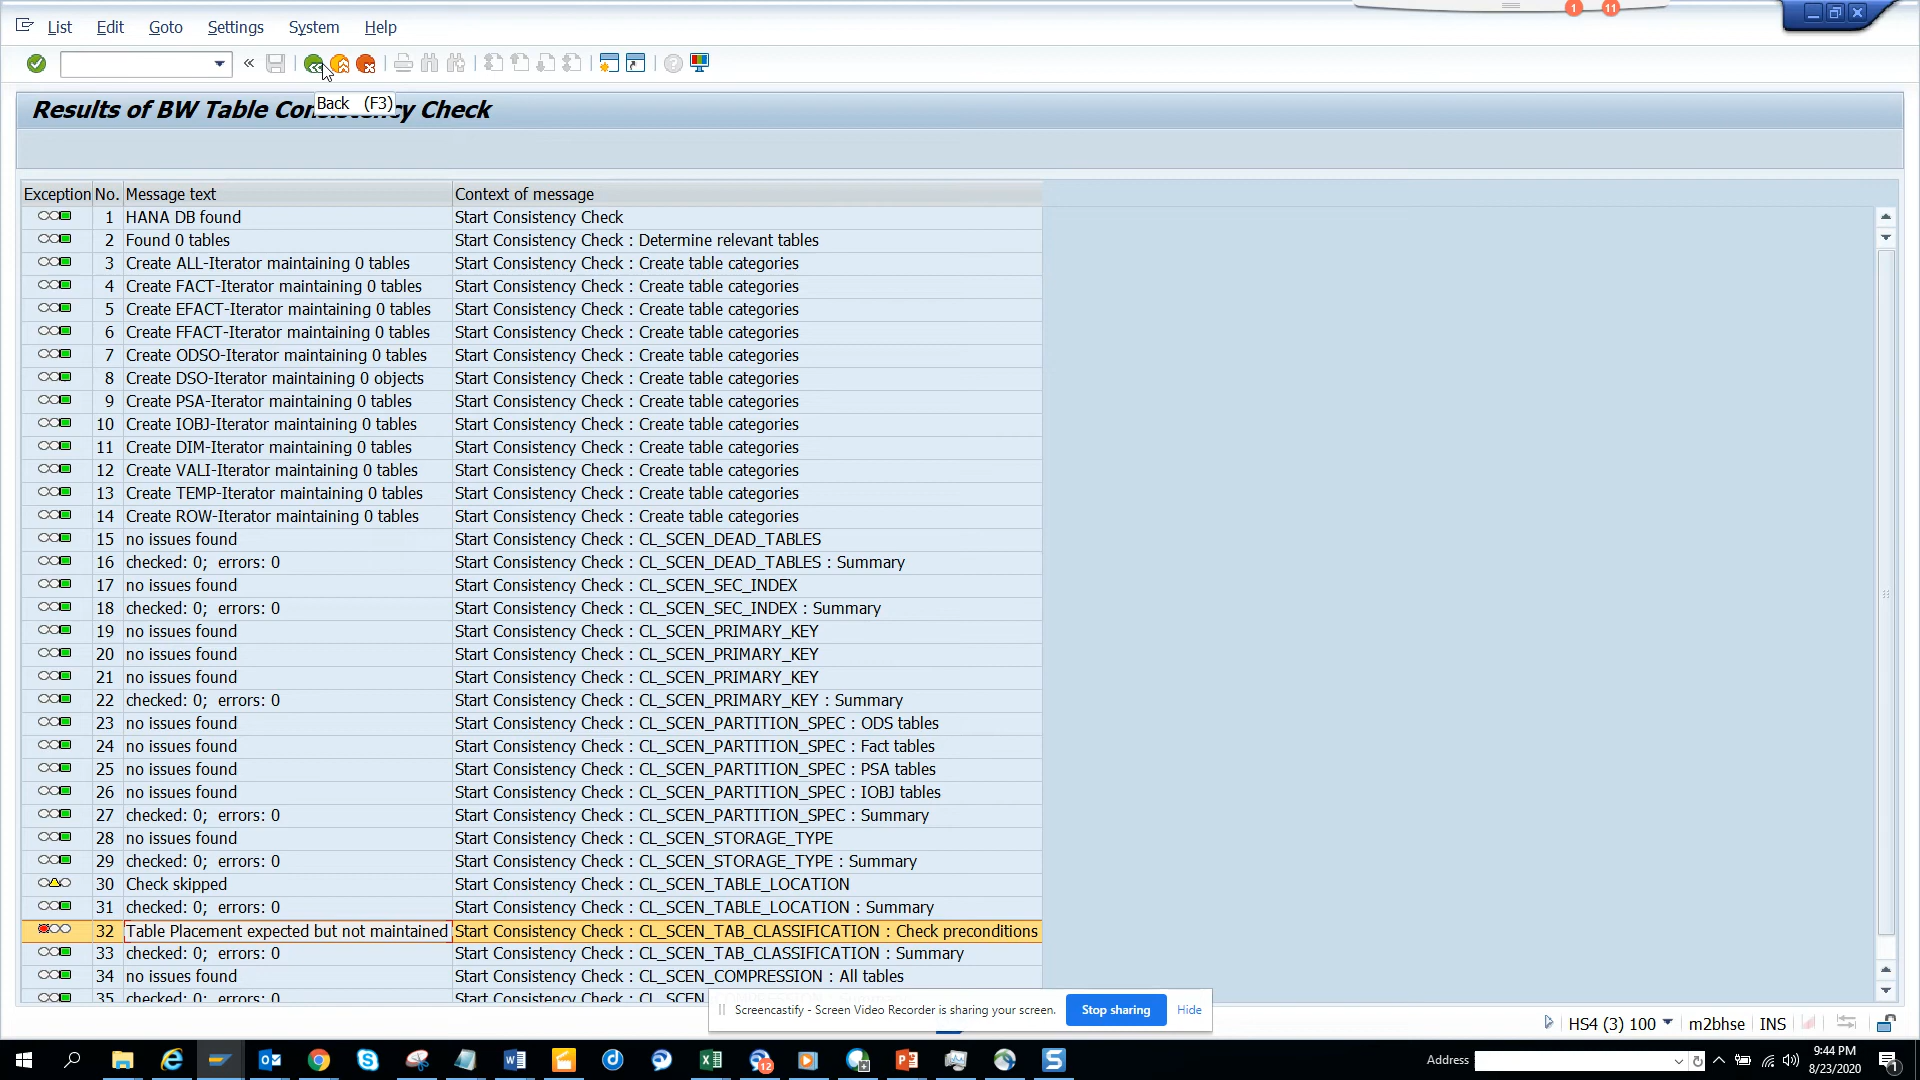 1 11
List Edit Goto Settings System Help
Back (F3)
Results of BW Table Consistency Check
Exception No. Message text Context of message
1 HANA DB found Start Consistency Check
2 Found 0 tables Start Consistency Check : Determine relevant tables
3 Create ALL-Iterator maintaining 0 tables Start Consistency Check : Create table categories
4 Create FACT-Iterator maintaining 0 tables Start Consistency Check : Create table categories
5 Create EFACT-Iterator maintaining 0 tables Start Consistency Check : Create table categories
6 Create FFACT-Iterator maintaining 0 tables Start Consistency Check : Create table categories
7 Create ODSO-Iterator maintaining 0 tables Start Consistency Check : Create table categories
8 Create DSO-Iterator maintaining 0 objects Start Consistency Check : Create table categories
9 Create PSA-Iterator maintaining 0 tables Start Consistency Check : Create table categories
10 Create IOBJ-Iterator maintaining 0 tables Start Consistency Check : Create table categories
11 Create DIM-Iterator maintaining 0 tables Start Consistency Check : Create table categories
12 Create VALI-Iterator maintaining 0 tables Start Consistency Check : Create table categories
13 Create TEMP-Iterator maintaining 0 tables Start Consistency Check : Create table categories
14 Create ROW-Iterator maintaining 0 tables Start Consistency Check : Create table categories
15 no issues found Start Consistency Check : CL_SCEN_DEAD_TABLES
16 checked: 0; errors: 0 Start Consistency Check : CL_SCEN_DEAD_TABLES : Summary
17 no issues found Start Consistency Check : CL_SCEN_SEC_INDEX
18 checked: 0; errors: 0 Start Consistency Check : CL_SCEN_SEC_INDEX : Summary
19 no issues found Start Consistency Check : CL_SCEN_PRIMARY_KEY
20 no issues found Start Consistency Check : CL_SCEN_PRIMARY_KEY
21 no issues found Start Consistency Check : CL_SCEN_PRIMARY_KEY
22 checked: 0; errors: 0 Start Consistency Check : CL_SCEN_PRIMARY_KEY : Summary
23 no issues found Start Consistency Check : CL_SCEN_PARTITION_SPEC : ODS tables
24 no issues found Start Consistency Check : CL_SCEN_PARTITION_SPEC : Fact tables
25 no issues found Start Consistency Check : CL_SCEN_PARTITION_SPEC : PSA tables
26 no issues found Start Consistency Check : CL_SCEN_PARTITION_SPEC : IOBJ tables
27 checked: 0; errors: 0 Start Consistency Check : CL_SCEN_PARTITION_SPEC : Summary
28 no issues found Start Consistency Check : CL_SCEN_STORAGE_TYPE
29 checked: 0; errors: 0 Start Consistency Check : CL_SCEN_STORAGE_TYPE : Summary
30 Check skipped Start Consistency Check : CL_SCEN_TABLE_LOCATION
31 checked: 0; errors: 0 Start Consistency Check : CL_SCEN_TABLE_LOCATION : Summary
32 Table Placement expected but not maintained Start Consistency Check : CL_SCEN_TAB_CLASSIFICATION : Check preconditions
33 checked: 0; errors: 0 Start Consistency Check : CL_SCEN_TAB_CLASSIFICATION : Summary
34 no issues found Start Consistency Check : CL_SCEN_COMPRESSION : All tables
35 checked: 0; errors: 0 Start Consistency Check : CL_SCEN
Screencastify - Screen Video Recorder is sharing your screen. Stop sharing Hide
HS4 (3) 100 m2bhse INS
12
Address
9:44 PM
8/23/2020
1